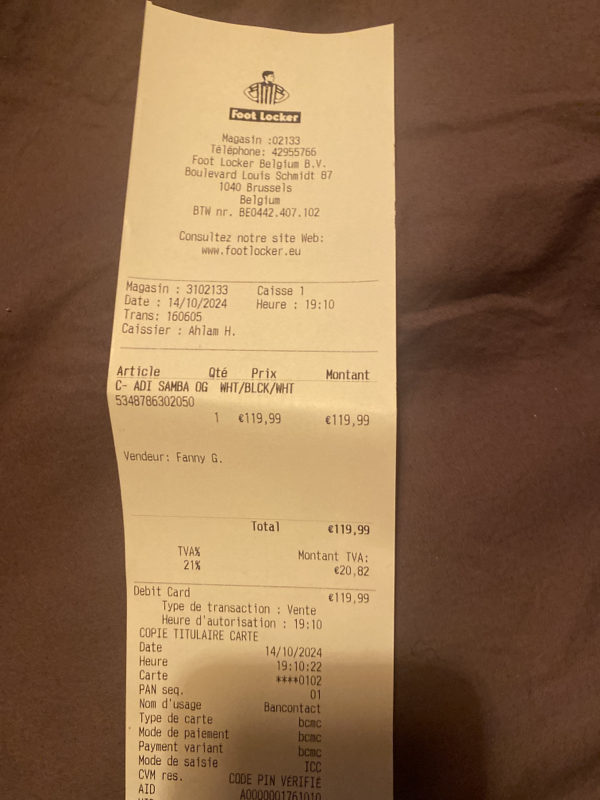 Foot Locker
Magasin :02133
Téléphone: 42955766
Foot Locker Belgium B.V.
Boulevard Louis Schmidt 87
1040 Brussels
Belgium
BTW nr. BE0442.407.102
Consultez notre site Web:
www.footlocker.eu
Magasin : 3102133 Caisse 1
Date : 14/10/2024 Heure : 19:10
Trans: 160605
Caissier : Ahlam H.
Article Qté Prix Montant
C- ADI SAMBA OG WHT/BLCK/WHT
5348786302050
1 €119,99 €119,99
Vendeur: Fanny G.
Total €119,99
TVA% Montant TVA:
21% €20,82
Debit Card €119,99
Type de transaction : Vente
Heure d'autorisation : 19:10
COPIE TITULAIRE CARTE
Date 14/10/2024
Heure 19:10:22
Carte ****0102
PAN seq. 01
Nom d'usage Bancontact
Type de carte bcmc
Mode de paiement bcmc
Payment variant bcmc
Mode de saisie ICC
CVM res. CODE PIN VÉRIFIÉ
AID A0000001761010